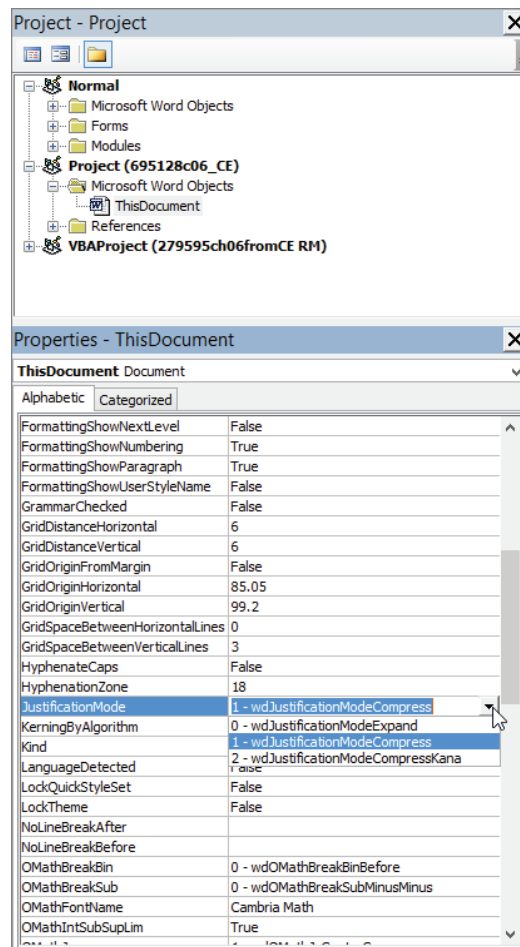 Project - Project
Normal
Microsoft Word Objects
Forms
Modules
Project (695128c06_CE)
Microsoft Word Objects
ThisDocument
References
VBAProject (279595ch06fromCE RM)
Properties - ThisDocument
ThisDocument Document
Alphabetic Categorized
FormattingShowNextLevel False
FormattingShowNumbering True
FormattingShowParagraph True
FormattingShowUserStyleName False
GrammarChecked False
GridDistanceHorizontal 6
GridDistanceVertical 6
GridOriginFromMargin False
GridOriginHorizontal 85.05
GridOriginVertical 99.2
GridSpaceBetweenHorizontalLines 0
GridSpaceBetweenVerticalLines 3
HyphenateCaps False
HyphenationZone 18
JustificationMode 1 - wdJustificationModeCompress
KerningByAlgorithm 0 - wdJustificationModeExpand
Kind 1 - wdJustificationModeCompress
2 - wdJustificationModeCompressKana
LanguageDetected False
LockQuickStyleSet False
LockTheme False
NoLineBreakAfter
NoLineBreakBefore
OMathBreakBin 0 - wdOMathBreakBinBefore
OMathBreakSub 0 - wdOMathBreakSubMinusMinus
OMathFontName Cambria Math
OMathIntSubSupLim True